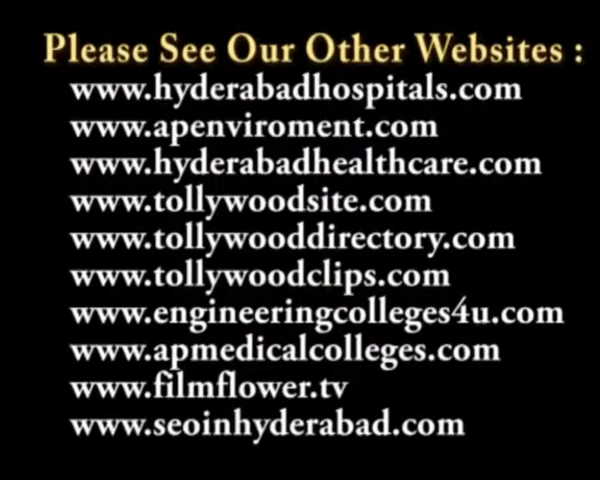 Please See Our Other Websites :
www.hyderabadhospitals.com
www.apenviroment.com
www.hyderabadhealthcare.com
www.tollywoodsite.com
www.tollywooddirectory.com
www.tollywoodclips.com
www.engineeringcolleges4u.com
www.apmedicalcolleges.com
www.filmflower.tv
www.seoinhyderabad.com